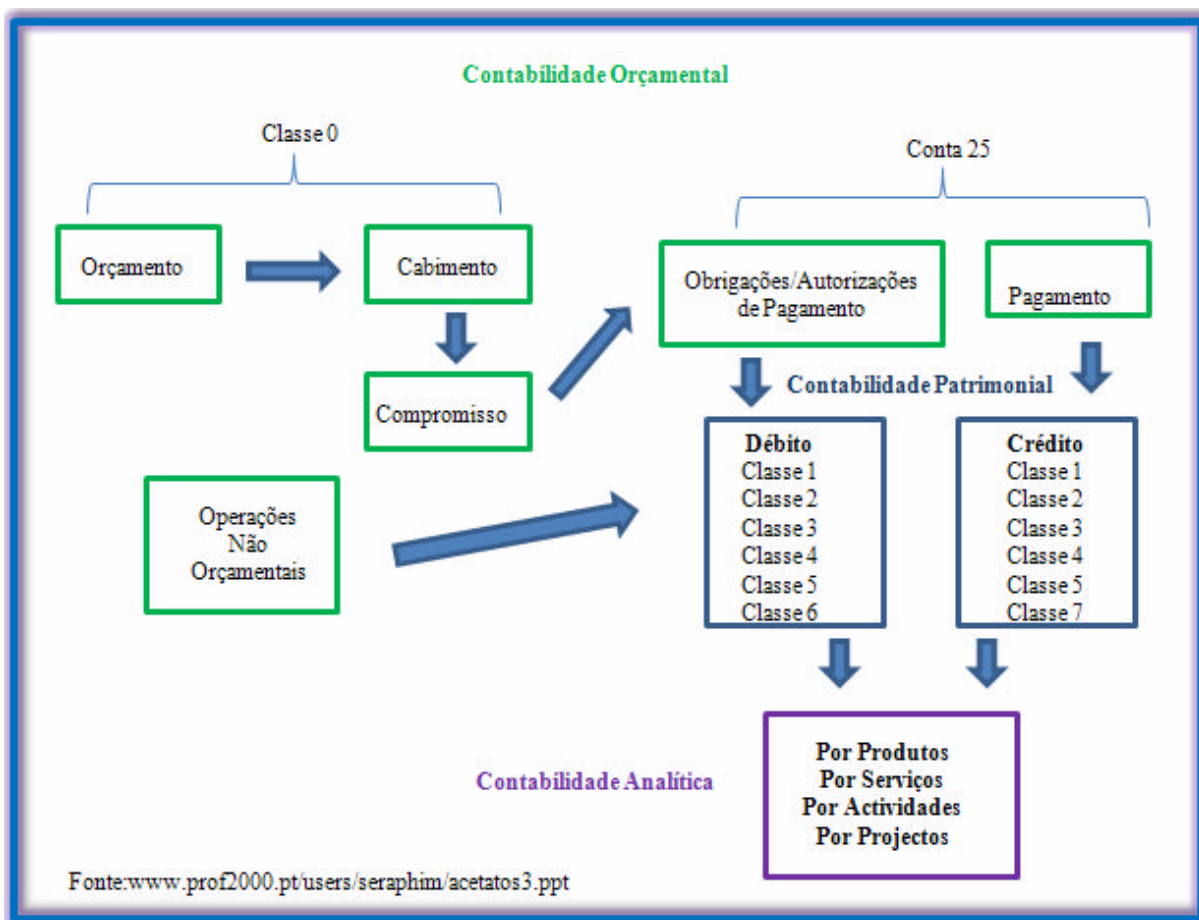 Contabilidade Orçamental
Classe 0
Conta 25
Orçamento
Cabimento
Obrigações/Autorizações
de Pagamento
Pagamento
Compromisso
Contabilidade Patrimonial
Operações
Não
Orçamentais
Débito
Classe 1
Classe 2
Classe 3
Classe 4
Classe 5
Classe 6
Crédito
Classe 1
Classe 2
Classe 3
Classe 4
Classe 5
Classe 7
Contabilidade Analítica
Por Produtos
Por Serviços
Por Actividades
Por Projectos
Fonte:www.prof2000.pt/users/seraphim/acetatos3.ppt